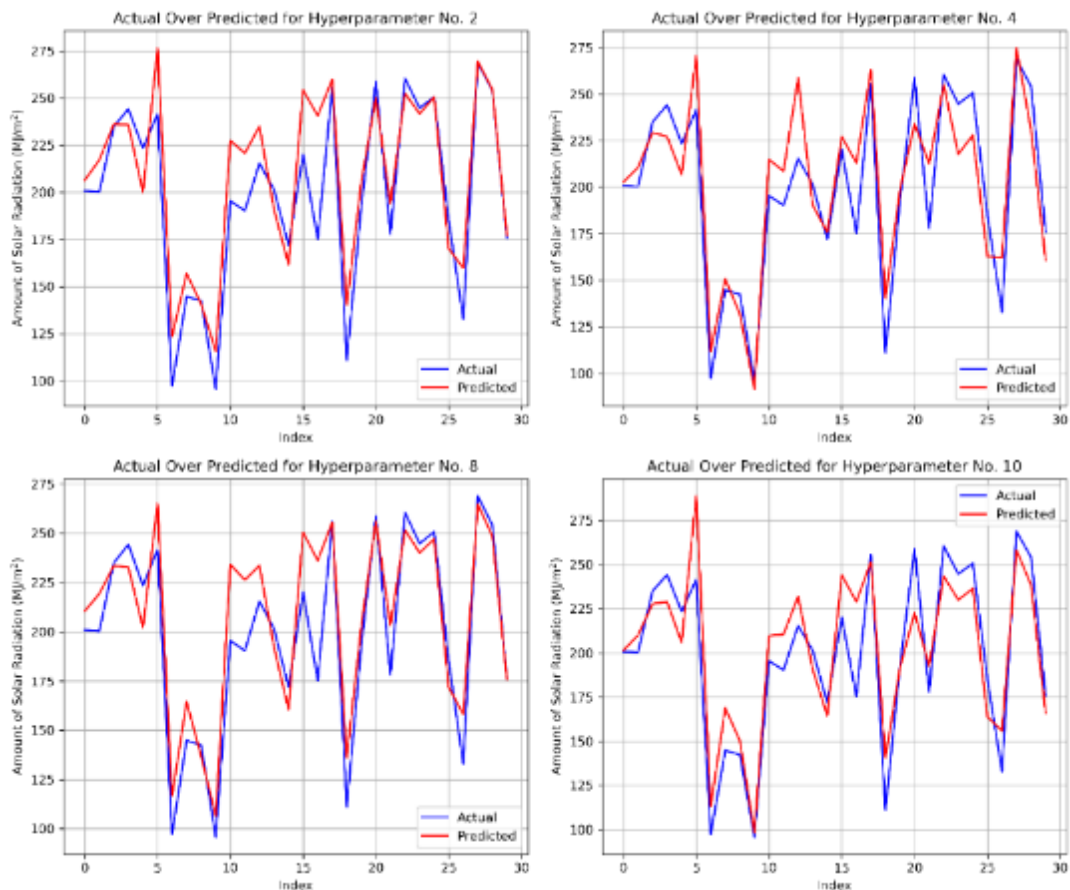 Actual Over Predicted for Hyperparameter No. 2
Amount of Solar Radiation (MJ/m²)
275
250
225
200
175
150
125
100
Actual
Predicted
0 5 10 15 20 25 30
Index
Actual Over Predicted for Hyperparameter No. 4
Amount of Solar Radiation (MJ/m²)
275
250
225
200
175
150
125
100
Actual
Predicted
0 5 10 15 20 25 30
Index
Actual Over Predicted for Hyperparameter No. 8
Amount of Solar Radiation (MJ/m²)
275
250
225
200
175
150
125
100
Actual
Predicted
0 5 10 15 20 25 30
Index
Actual Over Predicted for Hyperparameter No. 10
Amount of Solar Radiation (MJ/m²)
Actual
Predicted
275
250
225
200
175
150
125
100
0 5 10 15 20 25 30
Index